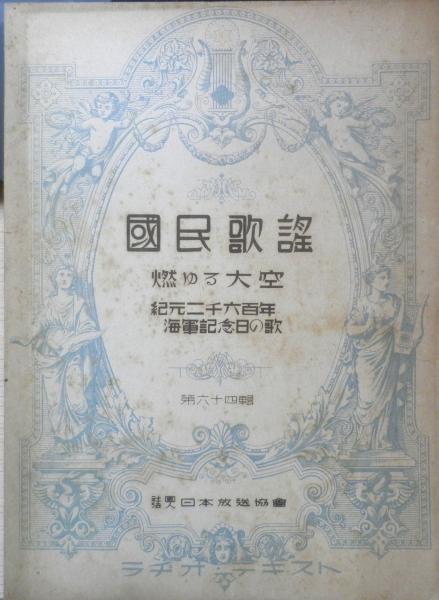 國民歌謠
燃ゆる大空
紀元二千六百年
海軍記念日の歌
第六十四輯
社團法人 日本放送協會
ラヂオ・テキスト